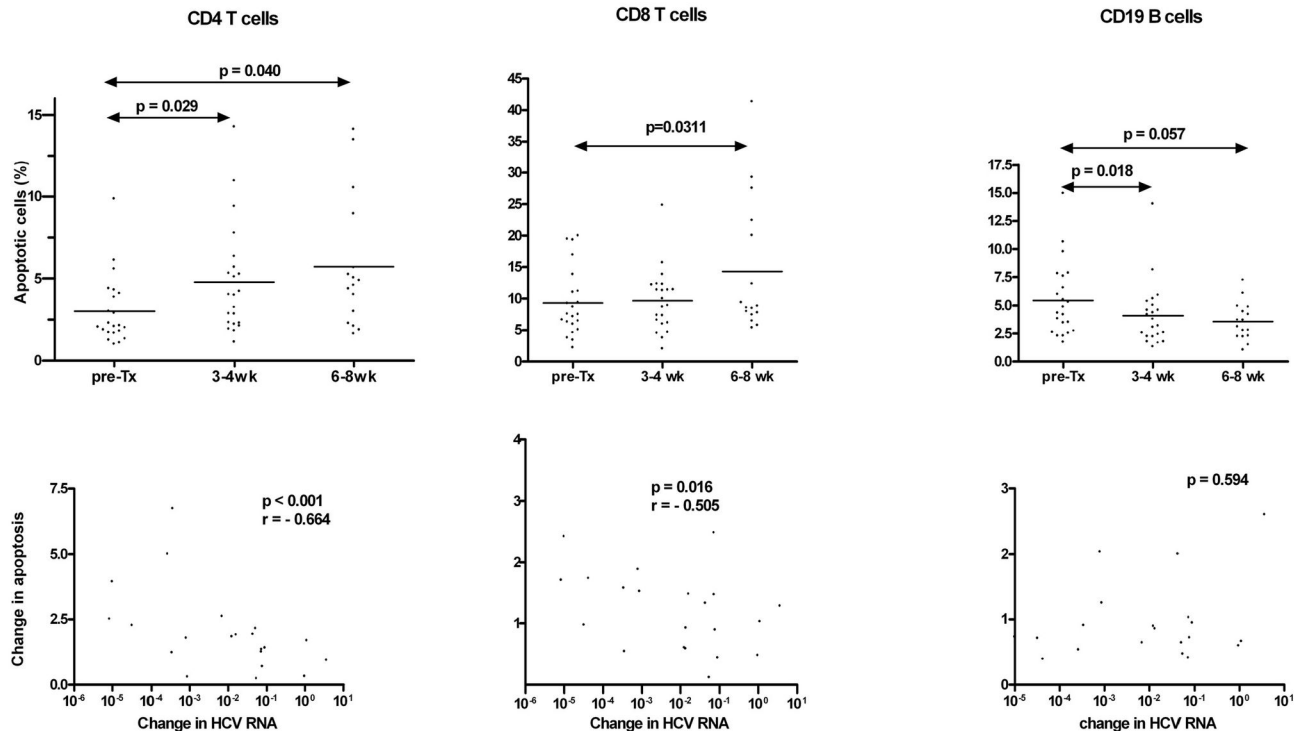 CD4 T cells
p = 0.040
p = 0.029
15
10
5
0
Apoptotic cells (%)
pre-Tx 3-4wk 6-8wk
CD8 T cells
45
40
35
30
25
20
15
10
5
0
p=0.0311
pre-Tx 3-4 wk 6-8 wk
CD19 B cells
p = 0.057
p = 0.018
17.5
15.0
12.5
10.0
7.5
5.0
2.5
0.0
pre-Tx 3-4 wk 6-8 wk
7.5
5.0
2.5
0.0
Change in apoptosis
p < 0.001
r = - 0.664
10-6 10-5 10-4 10-3 10-2 10-1 100 101
Change in HCV RNA
4
3
2
1
p = 0.016
r = - 0.505
10-6 10-5 10-4 10-3 10-2 10-1 100 101
Change in HCV RNA
3
2
1
0
p = 0.594
10-5 10-4 10-3 10-2 10-1 100 101
change in HCV RNA